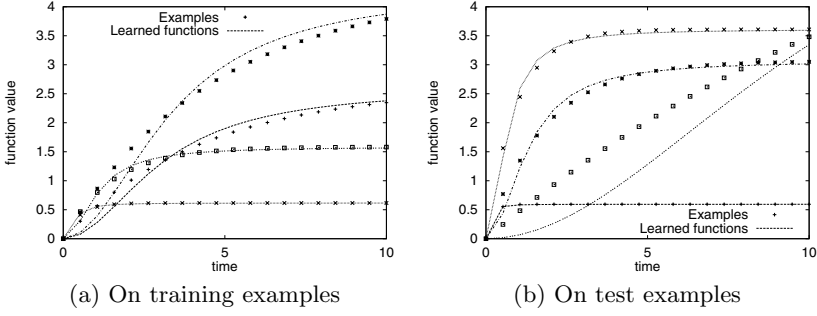 4
3.5
3
2.5
2
1.5
1
0.5
0
function value
Examples
Learned functions
0
5
10
time
(a) On training examples
4
3.5
3
2.5
2
1.5
1
0.5
0
function value
Examples
Learned functions
0
5
10
time
(b) On test examples